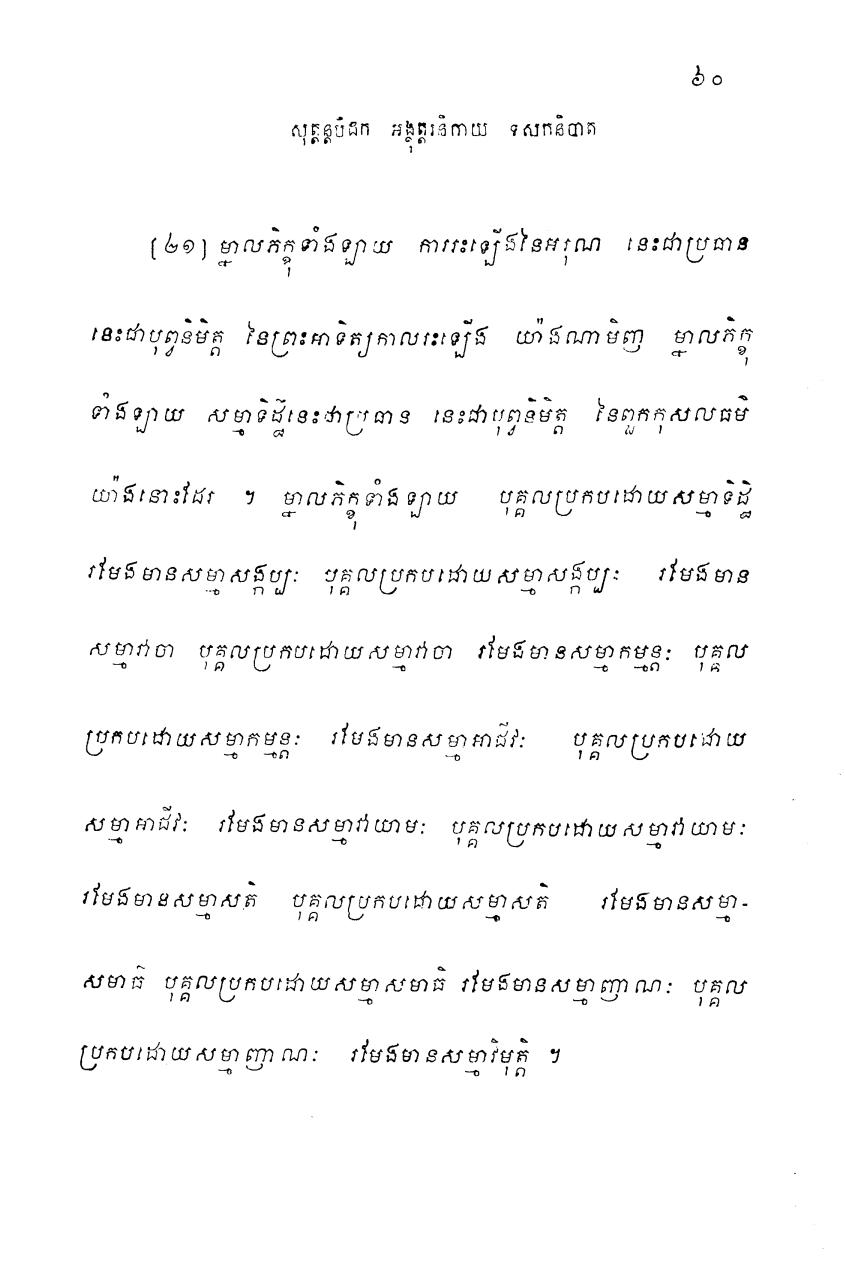 ៦០
សុត្តន្តបិដក អង្គុត្តរនិកាយ ទសកនិបាត
[២១] ម្នាលភិក្ខុទាំងឡាយ ការរះឡើងនៃអរុណ នេះជាប្រធាន
នេះជាបុព្វនិមិត្ត នៃព្រះអាទិត្យកាលរះឡើង យ៉ាងណាមិញ ម្នាលភិក្ខុ
ទាំងឡាយ សម្មាទិដ្ឋិនេះជាប្រធាន នេះជាបុព្វនិមិត្ត នៃពួកកុសលធម៌
យ៉ាងនោះដែរ ។ ម្នាលភិក្ខុទាំងឡាយ បុគ្គលប្រកបដោយសម្មាទិដ្ឋិ
រមែងមានសម្មាសង្កប្បៈ បុគ្គលប្រកបដោយសម្មាសង្កប្បៈ រមែងមាន
សម្មាវាចា បុគ្គលប្រកបដោយសម្មាវាចា រមែងមានសម្មាកម្មន្តៈ បុគ្គល
ប្រកបដោយសម្មាកម្មន្តៈ រមែងមានសម្មាអាជីវៈ បុគ្គលប្រកបដោយ
សម្មាអាជីវៈ រមែងមានសម្មាវាយាមៈ បុគ្គលប្រកបដោយសម្មាវាយាមៈ
រមែងមានសម្មាសតិ បុគ្គលប្រកបដោយសម្មាសតិ រមែងមានសម្មា-
សមាធិ បុគ្គលប្រកបដោយសម្មាសមាធិ រមែងមានសម្មាញាណៈ បុគ្គល
ប្រកបដោយសម្មាញាណៈ រមែងមានសម្មាវិមុត្តិ ។